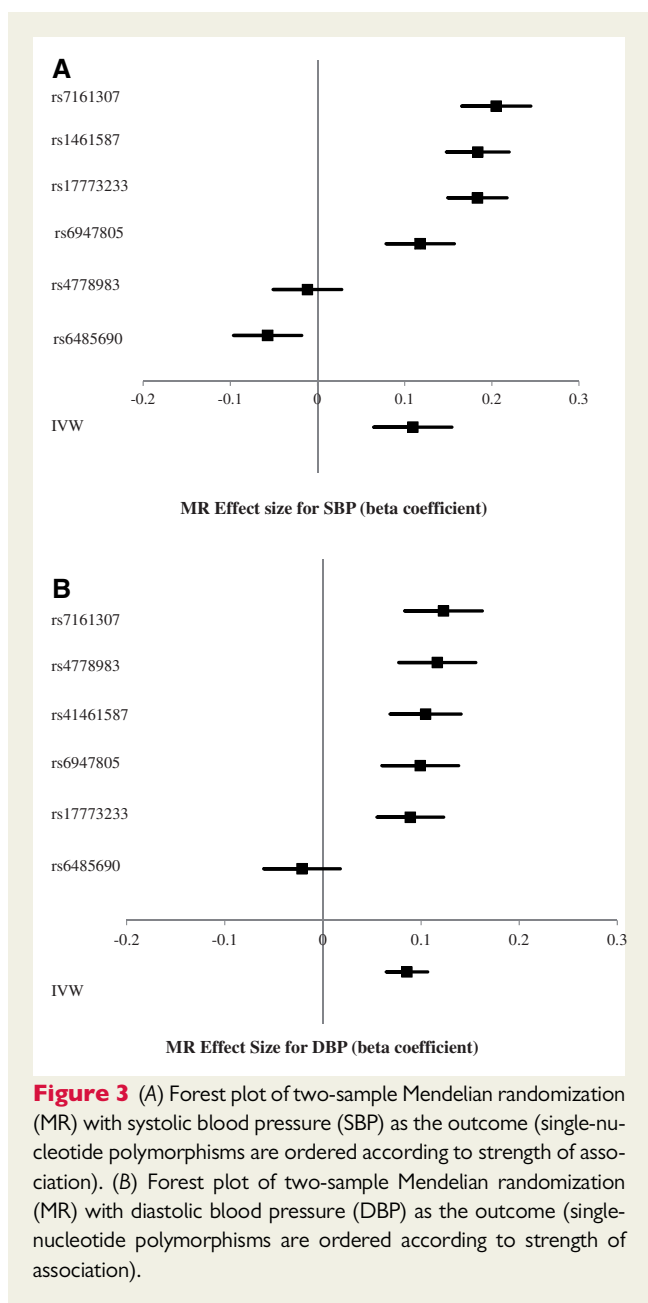 A
rs7161307
rs1461587
rs17773233
rs6947805
rs4778983
rs6485690
-0.2 -0.1 0 0.1 0.2 0.3
IVW
MR Effect size for SBP (beta coefficient)
B
rs7161307
rs4778983
rs41461587
rs6947805
rs17773233
rs6485690
-0.2 -0.1 0 0.1 0.2 0.3
IVW
MR Effect Size for DBP (beta coefficient)
Figure 3 (A) Forest plot of two-sample Mendelian randomization
(MR) with systolic blood pressure (SBP) as the outcome (single-nu-
cleotide polymorphisms are ordered according to strength of asso-
ciation). (B) Forest plot of two-sample Mendelian randomization
(MR) with diastolic blood pressure (DBP) as the outcome (single-
nucleotide polymorphisms are ordered according to strength of
association).